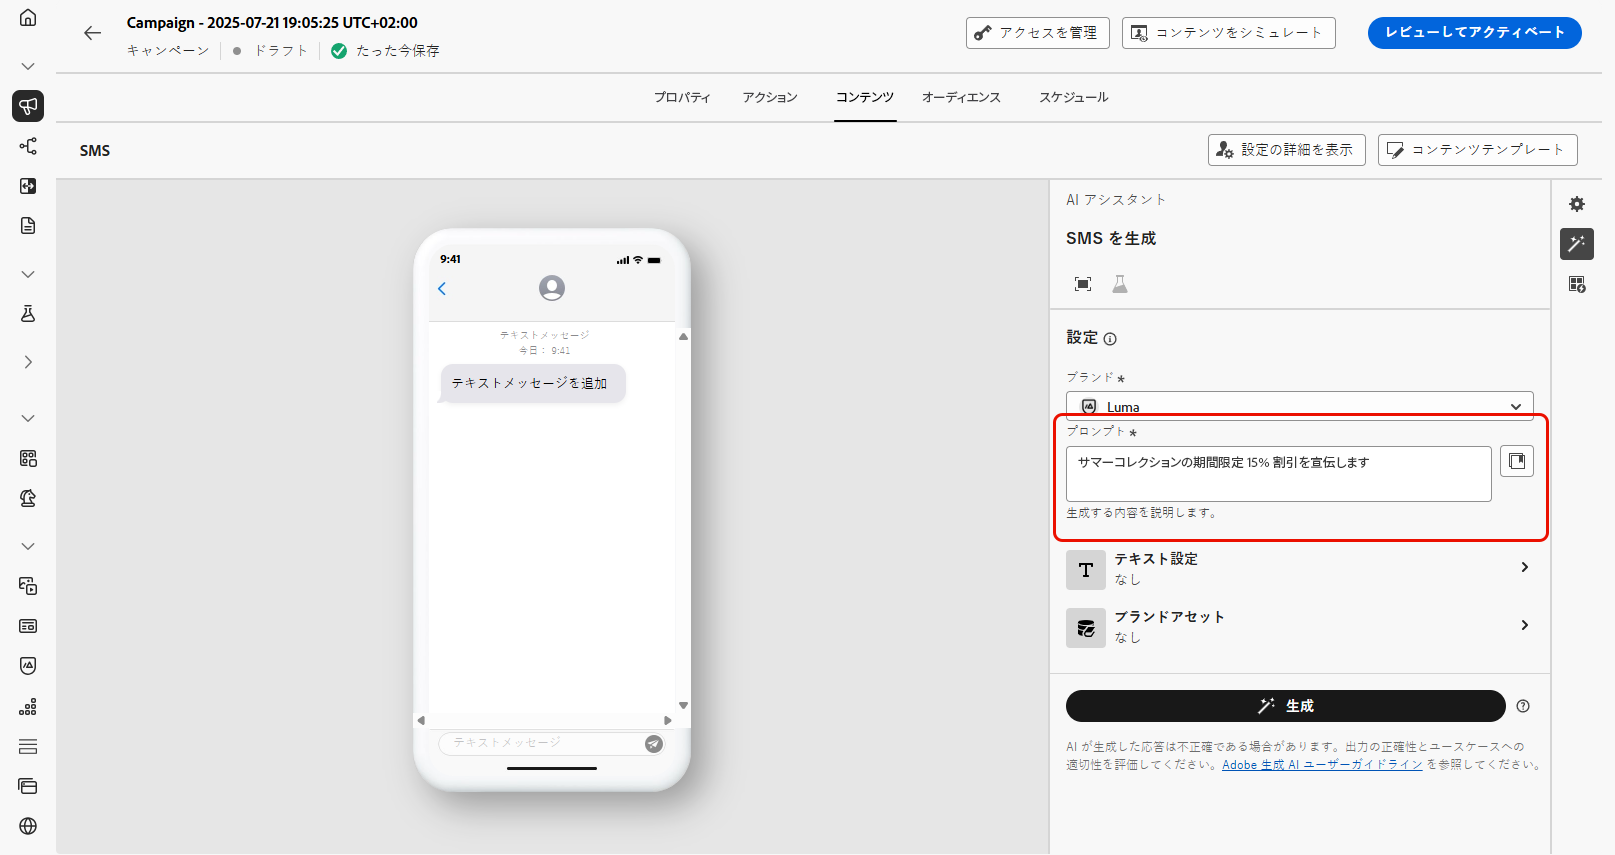 Campaign - 2025-07-21 19:05:25 UTC+02:00
キャンペーン ドラフト たった今保存
アクセスを管理
コンテンツをシミュレート
レビューしてアクティベート
プロパティ アクション コンテンツ オーディエンス スケジュール
SMS
設定の詳細を表示
コンテンツテンプレート
9:41
テキストメッセージ
今日： 9:41
テキストメッセージを追加
テキストメッセージ
AI アシスタント
SMS を生成
設定
ブランド *
Luma
プロンプト *
サマーコレクションの期間限定 15% 割引を宣伝します
生成する内容を説明します。
テキスト設定
なし
ブランドアセット
なし
生成
AI が生成した応答は不正確である場合があります。出力の正確性とユースケースへの
適切性を評価してください。Adobe 生成 AI ユーザーガイドライン を参照してください。